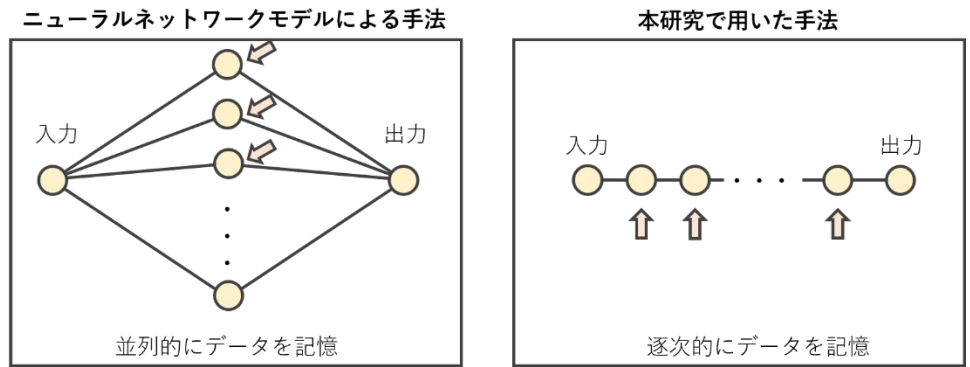 ニューラルネットワークモデルによる手法
入力
出力
並列的にデータを記憶
本研究で用いた手法
入力
出力
逐次的にデータを記憶